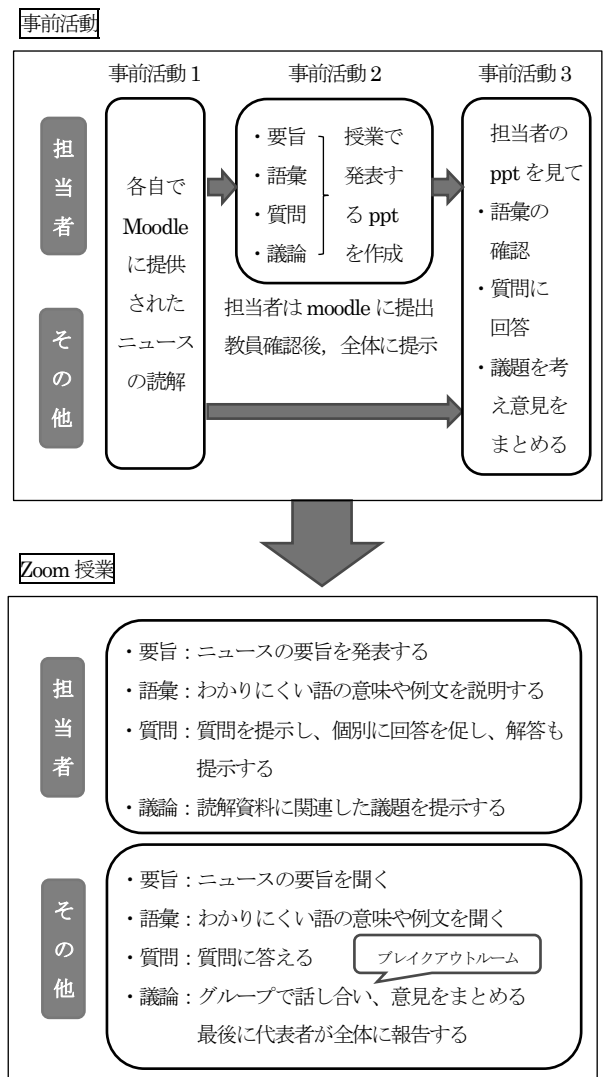 事前活動
事前活動 1
事前活動 2
事前活動 3
担当者
その他
各自で
Moodle
に提供
された
ニュース
の読解
・要旨
・語彙
・質問
・議論
授業で
発表す
る ppt
を作成
担当者は moodle に提出
教員確認後，全体に提示
担当者の
ppt を見て
・語彙の
確認
・質問に
回答
・議題を考
え意見を
まとめる
Zoom 授業
担当者
・要旨：ニュースの要旨を発表する
・語彙：わかりにくい語の意味や例文を説明する
・質問：質問を提示し、個別に回答を促し、解答も
提示する
・議論：読解資料に関連した議題を提示する
その他
・要旨：ニュースの要旨を聞く
・語彙：わかりにくい語の意味や例文を聞く
・質問：質問に答える
ブレイクアウトルーム
・議論：グループで話し合い、意見をまとめる
最後に代表者が全体に報告する